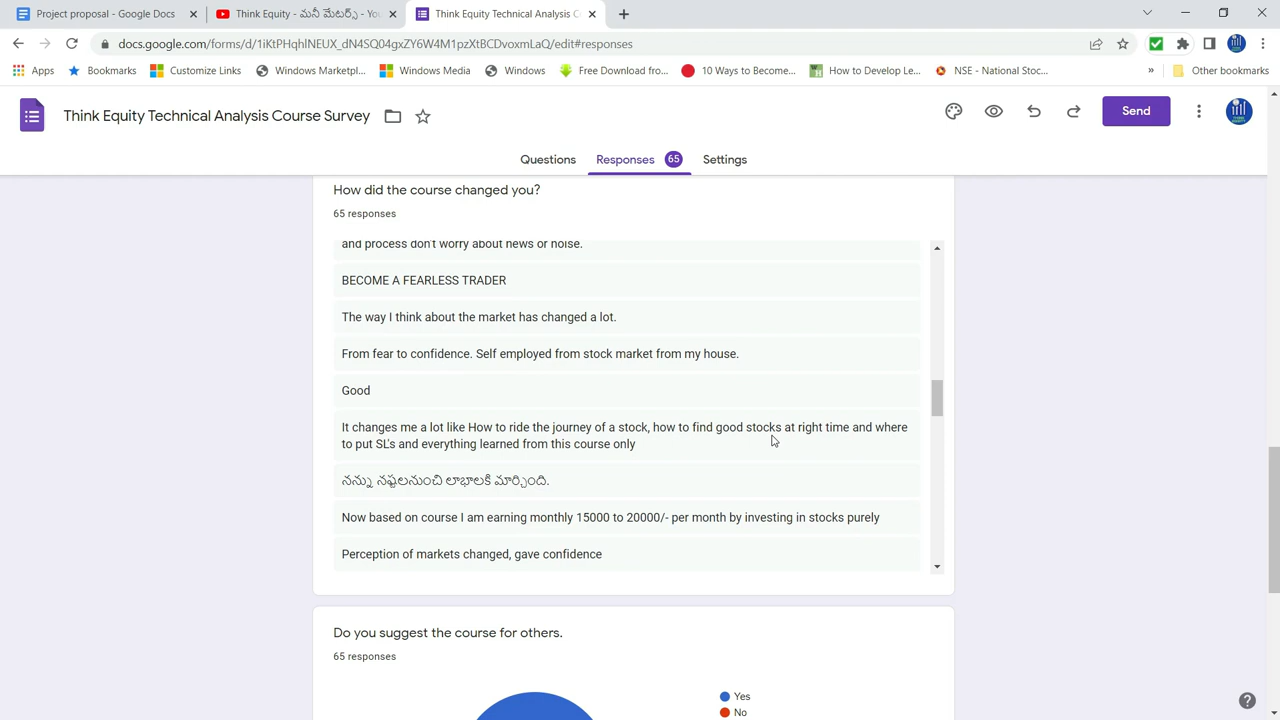 Project proposal - Google Docs
Think Equity - మనీ మేటర్స్ - You
Think Equity Technical Analysis C
docs.google.com/forms/d/1iKtPHqhlNEUX_dN4SQ04gxZY6W4M1pzXtlCDvoxmLaQ/edit#responses
Apps
Bookmarks
Customize Links
Windows Marketpl...
Windows Media
Windows
Free Download fro...
10 Ways to Become...
How to Develop Le...
NSE - National Stoc...
»
Other bookmarks
Think Equity Technical Analysis Course Survey
Send
Questions
Responses 65
Settings
How did the course changed you?
65 responses
and process don't worry about news or noise.
BECOME A FEARLESS TRADER
The way I think about the market has changed a lot.
From fear to confidence. Self employed from stock market from my house.
Good
It changes me a lot like How to ride the journey of a stock, how to find good stocks at right time and where
to put SL's and everything learned from this course only
నన్ను నష్టలనుంచి లాభాలకి మార్చింది.
Now based on course I am earning monthly 15000 to 20000/- per month by investing in stocks purely
Perception of markets changed, gave confidence
Do you suggest the course for others.
65 responses
Yes
No